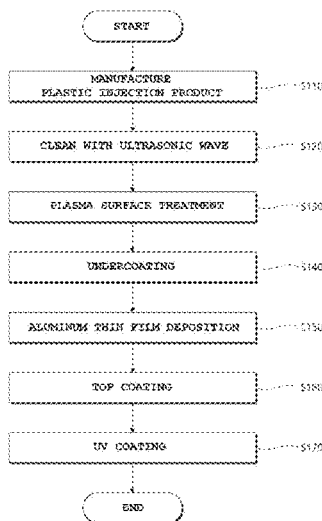 START
MANUFACTURE
PLASTIC INJECTION PRODUCT
S110
CLEAN WITH ULTRASONIC WAVE
S120
PLASMA SURFACE TREATMENT
S130
UNDERCOATING
S140
ALUMINUM THIN FILM DEPOSITION
S150
TOP COATING
S160
UV COATING
S170
END